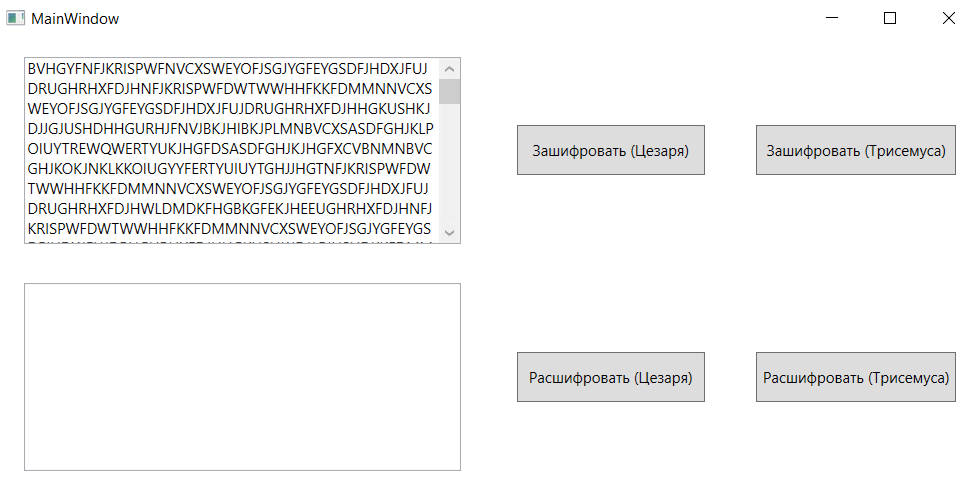 MainWindow
BVHGYFNFJKRISPWFNVCXSWEYOFJSGJYGFEYGSDFJHDXJFUJ
DRUGHRHXFDJHNFJKRISPWFDWTWWHHFKKFDMMNNVCXS
WEYOFJSGJYGFEYGSDFJHDXJFUJDRUGHRHXFDJHHGKUSHKJ
DJJGJUSHDHHGURHJFNVJBKJHIBKJPLMNBVCXSASDFGHJKLP
OIUYTREWQWERTYUKJHGFDSASDFGHJKJHGFXCVBNMNBVC
GHJKOKJNKLKKOIUGYYFERTYUIUYTGHJJHGTNFJKRISPWFDW
TWWHHFKKFDMMNNVCXSWEYOFJSGJYGFEYGSDFJHDXJFUJ
DRUGHRHXFDJHWLDMDKFHGBKGFEKJHEEUGHRHXFDJHNFJ
KRISPWFDWTWWHHFKKFDMMNNVCXSWEYOFJSGJYGFEYGS
Зашифровать (Цезаря)
Зашифровать (Трисемуса)
Расшифровать (Цезаря)
Расшифровать (Трисемуса)